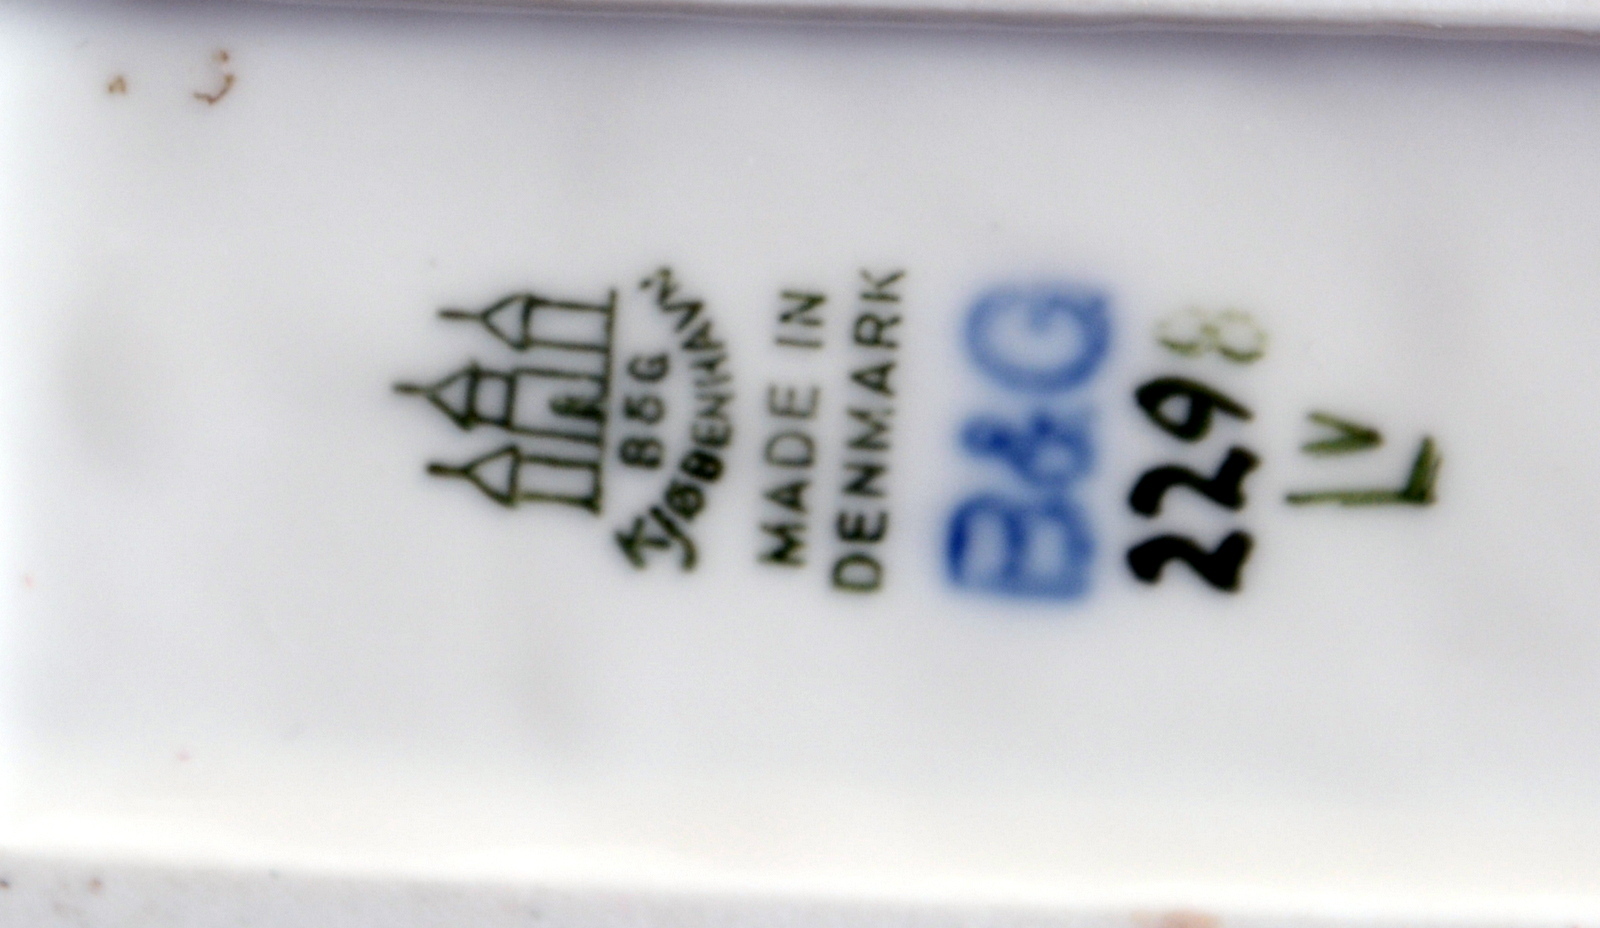 B&G
KJØBENHAVN
MADE IN
DENMARK
B&G
2298
LV